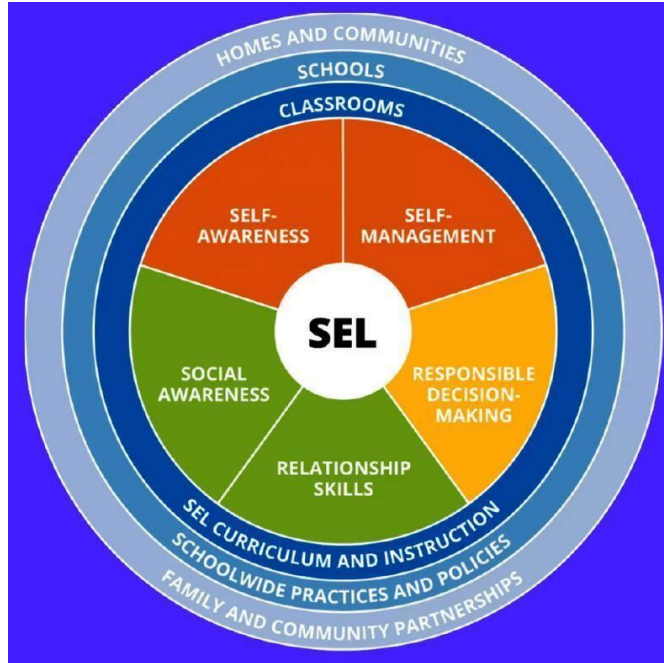 HOMES AND COMMUNITIES
SCHOOLS
CLASSROOMS
SELF-
AWARENESS
SELF-
MANAGEMENT
SEL
SOCIAL
AWARENESS
RESPONSIBLE
DECISION-
MAKING
RELATIONSHIP
SKILLS
SEL CURRICULUM AND INSTRUCTION
SCHOOLWIDE PRACTICES AND POLICIES
FAMILY AND COMMUNITY PARTNERSHIPS